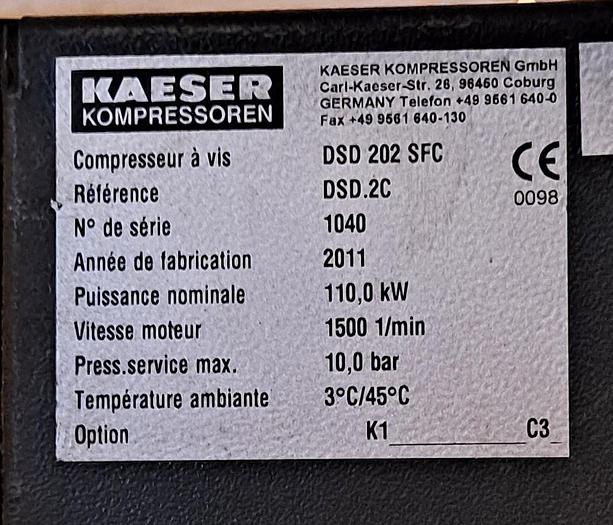 KAESER
KOMPRESSOREN
KAESER KOMPRESSOREN GmbH
Carl-Kaeser-Str. 26, 96450 Coburg
GERMANY Telefon +49 9561 640-0
Fax +49 9561 640-130
Compresseur à vis DSD 202 SFC CE
Référence DSD.2C 0098
N° de série 1040
Année de fabrication 2011
Puissance nominale 110,0 kW
Vitesse moteur 1500 1/min
Press.service max. 10,0 bar
Température ambiante 3°C/45°C
Option K1__________C3_